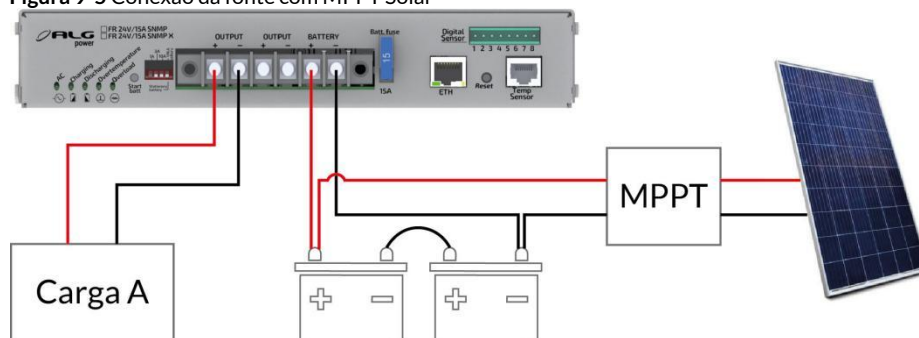 Figura 9-5 Conexão da fonte com MPPT Solar
ALG
power
FR 24V/15A SNMP
FR 24V/15A SNMP X
OUTPUT OUTPUT BATTERY
+ - + -
Batt. fuse
15
15A
Digital
Sensor
1 2 3 4 5 6 7 8
AC
Charging
Discharging
Overtemperature
Overload
Start
batt
ETH
Reset
Temp
Sensor
MPPT
Carga A
+ - + -